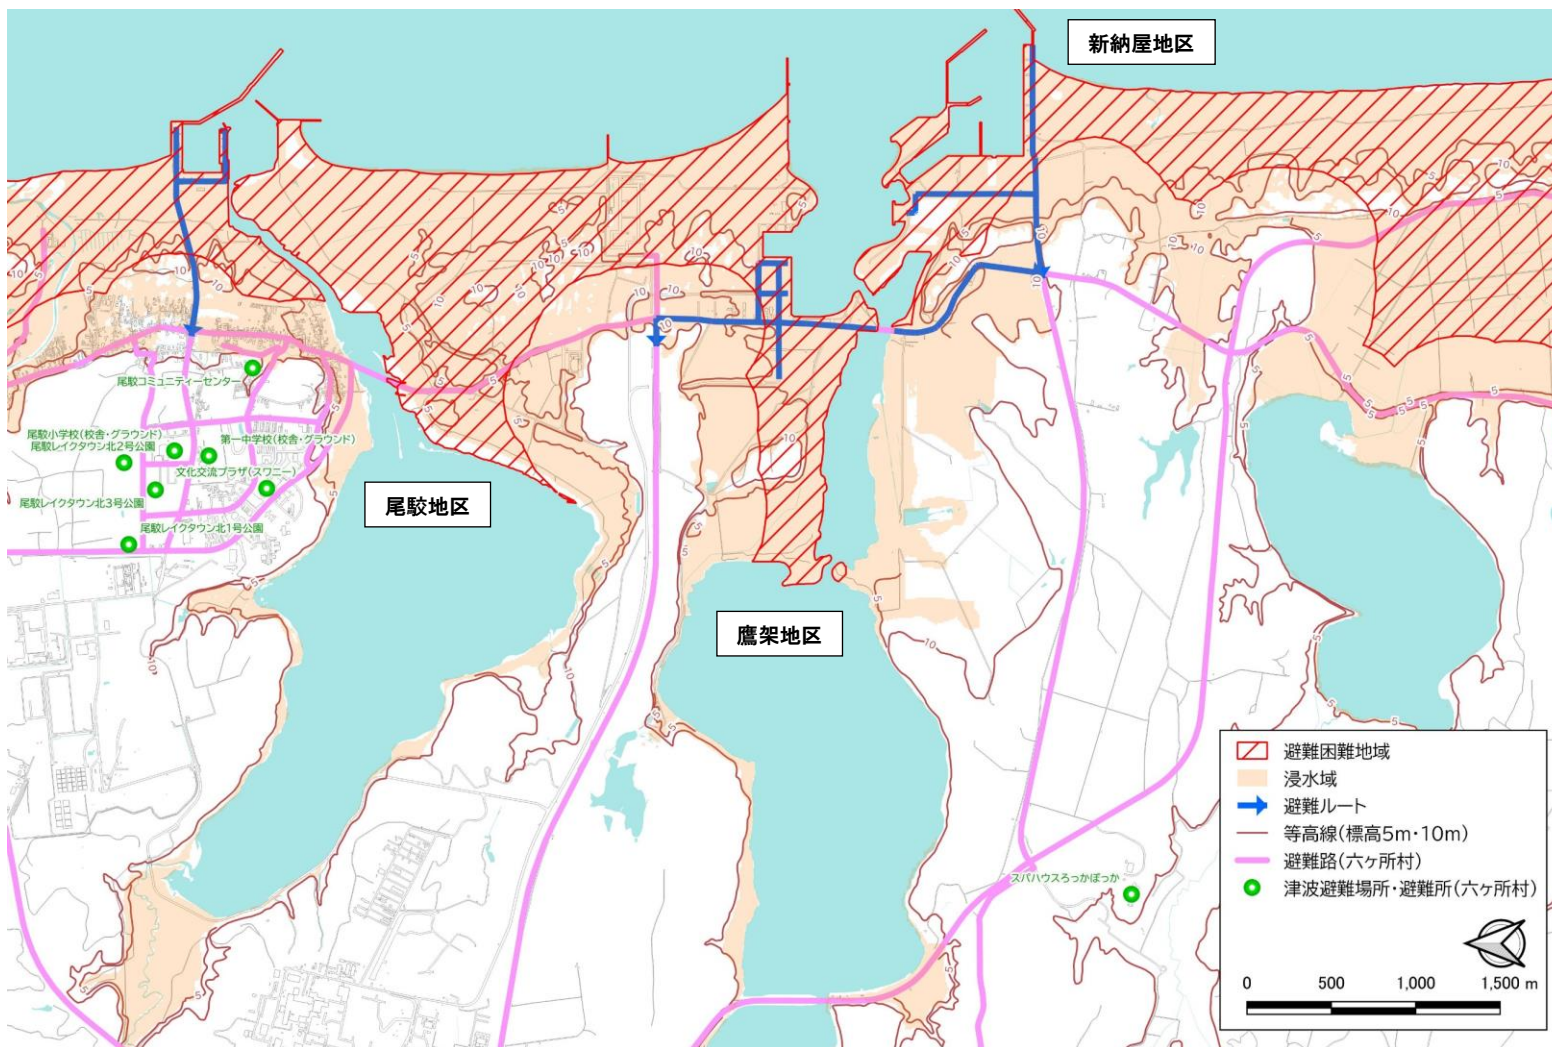 新納屋地区
尾駮コミュニティーセンター
尾駮小学校(校舎・グラウンド)
尾駮レイクタウン北2号公園
第一中学校(校舎・グラウンド)
文化交流プラザ(スワニー)
尾駮レイクタウン北3号公園
尾駮レイクタウン北1号公園
尾駮地区
鷹架地区
スパハウスろっかぽっか
避難困難地域
浸水域
避難ルート
等高線(標高5m・10m)
避難路(六ヶ所村)
津波避難場所・避難所(六ヶ所村)
0 500 1,000 1,500 m